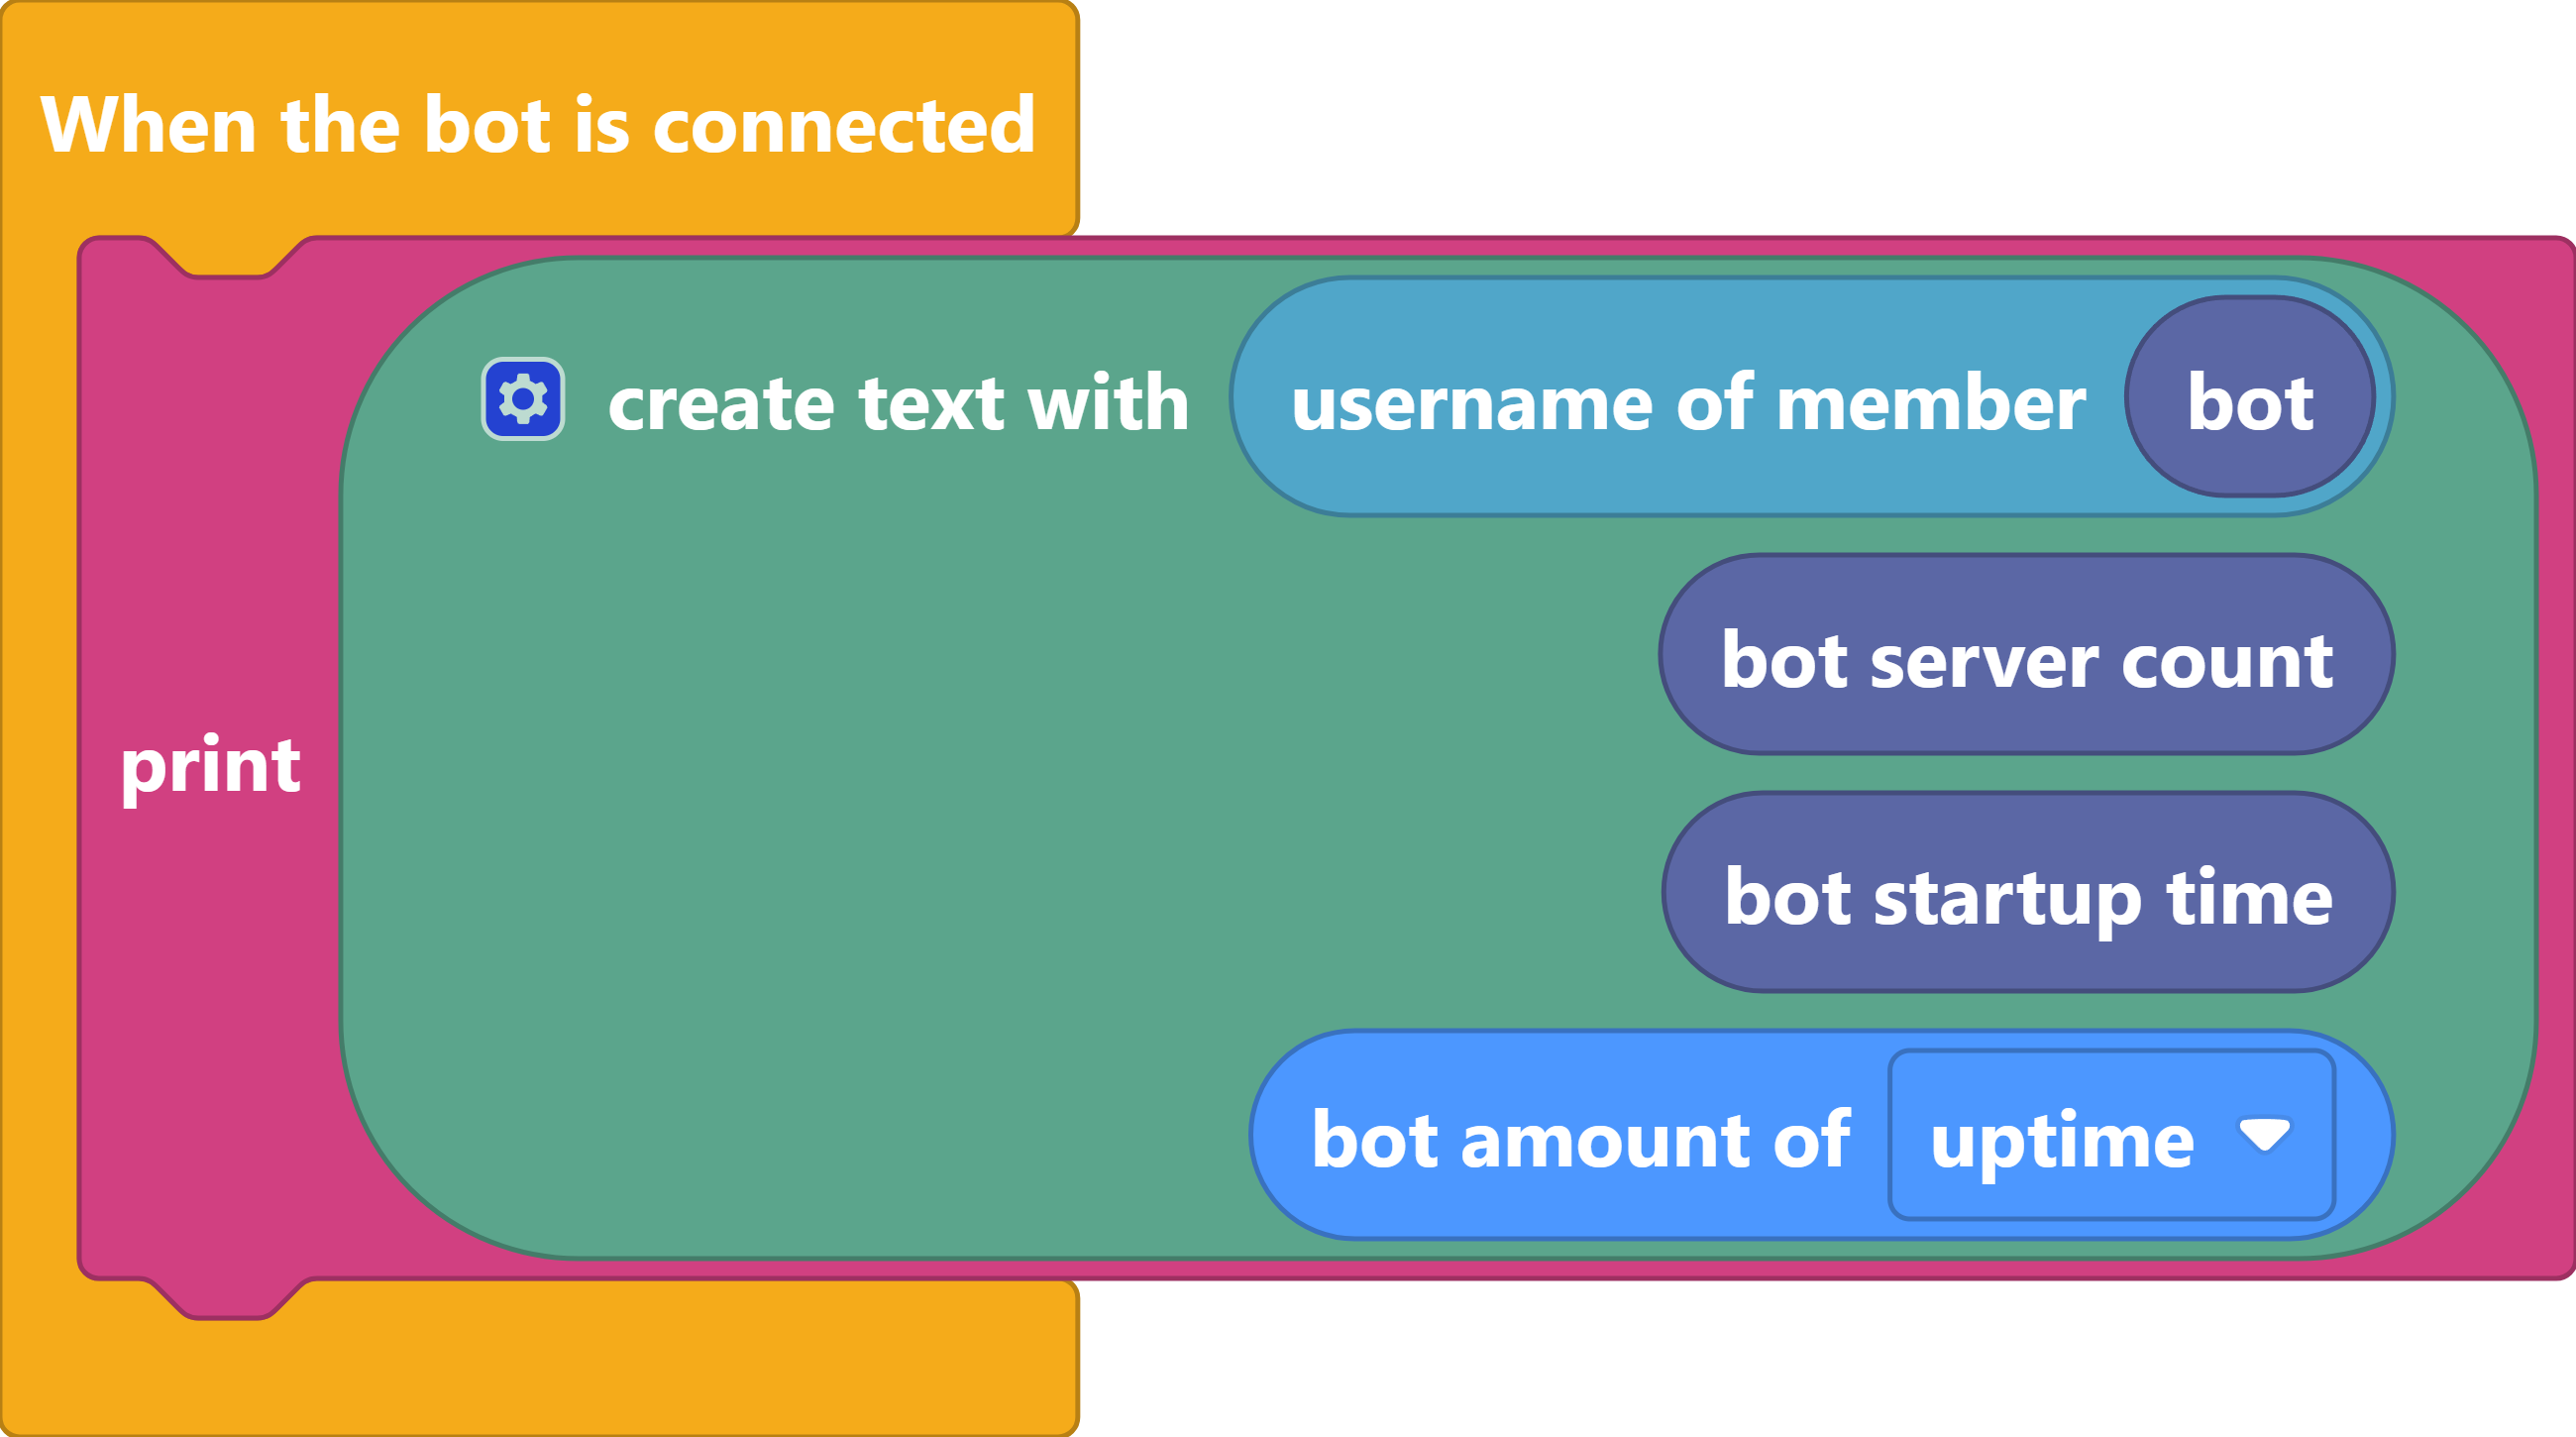 When the bot is connected
create text with username of member bot
bot server count
print
bot startup time
bot amount of uptime